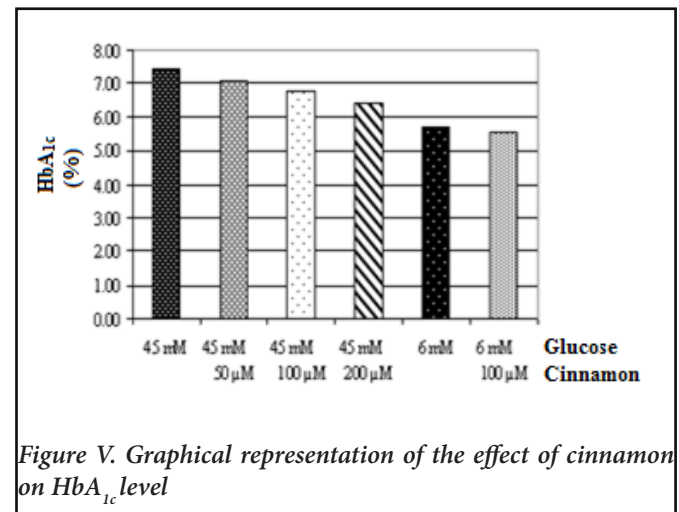 8.00
7.00
6.00
5.00
4.00
3.00
2.00
1.00
0.00
HbA1c
(%)
45 mM 45 mM 45 mM 45 mM 6mM 6 mM Glucose
50 µM 100 µM 200 µM 100 µM Cinnamon
Figure V. Graphical representation of the effect of cinnamon
on HbA1c level